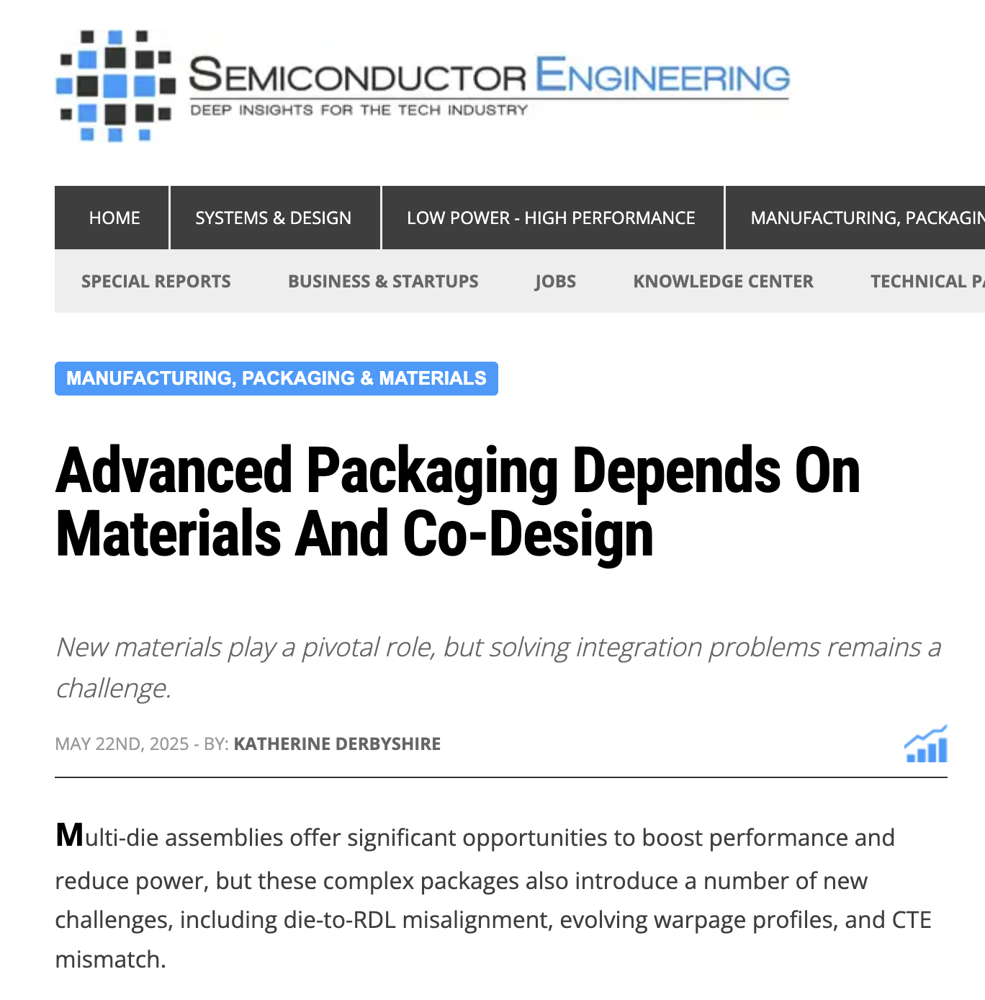 SEMICONDUCTOR ENGINEERING
DEEP INSIGHTS FOR THE TECH INDUSTRY
HOME SYSTEMS & DESIGN LOW POWER - HIGH PERFORMANCE MANUFACTURING,
SPECIAL REPORTS BUSINESS & STARTUPS JOBS KNOWLEDGE CENTER TECHNICAL
MANUFACTURING, PACKAGING & MATERIALS
Advanced Packaging Depends On
Materials And Co-Design
New materials play a pivotal role, but solving integration problems remains a
challenge.
MAY 22ND, 2025 - BY: KATHERINE DERBYSHIRE
Multi-die assemblies offer significant opportunities to boost performance and
reduce power, but these complex packages also introduce a number of new
challenges, including die-to-RDL misalignment, evolving warpage profiles, and CTE
mismatch.